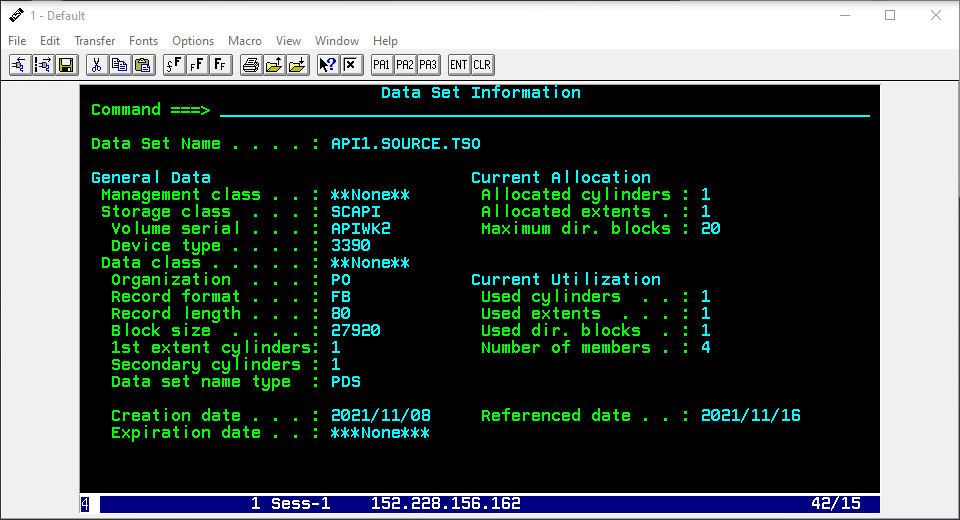 1 - Default
File Edit Transfer Fonts Options Macro View Window Help
PA1 PA2 PA3 ENT CLR
Data Set Information
Command ===>
Data Set Name . . . . : API1.SOURCE.TSO
General Data Current Allocation
Management class . . : **None** Allocated cylinders : 1
Storage class . . . : SCAPI Allocated extents . : 1
Volume serial . . . : APIWK2 Maximum dir. blocks : 20
Device type . . . . : 3390
Data class . . . . . : **None**
Organization . . . : PO Current Utilization
Record format . . . : FB Used cylinders . . : 1
Record length . . . : 80 Used extents . . . : 1
Block size . . . . : 27920 Used dir. blocks . : 1
1st extent cylinders: 1 Number of members . : 4
Secondary cylinders : 1
Data set name type : PDS
Creation date . . . : 2021/11/08 Referenced date . . : 2021/11/16
Expiration date . . : ***None***
4 1 Sess-1 152.228.156.162 42/15